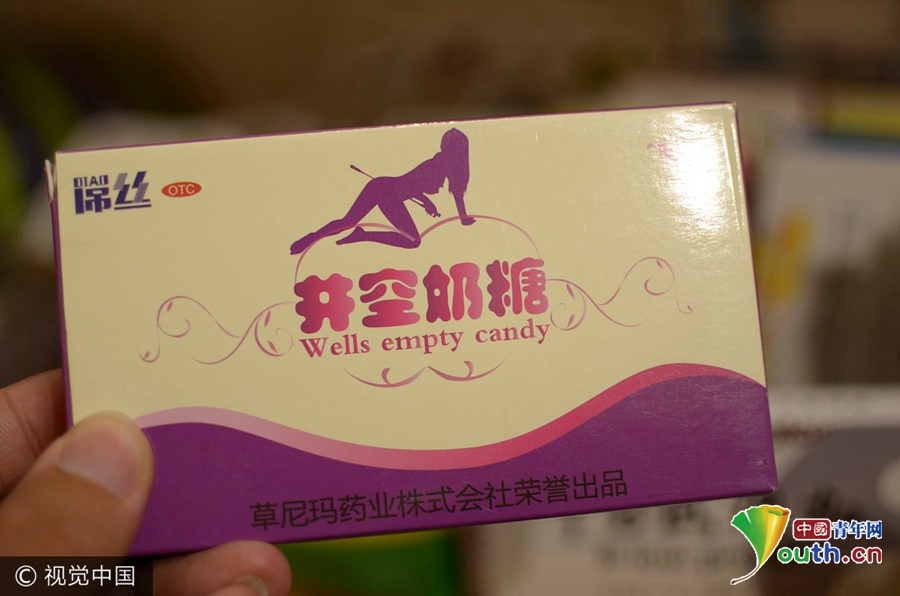 DIAO
屌丝
OTC
井空奶糖
Wells empty candy
草尼玛药业株式会社荣誉出品
© 视觉中国
中國青年网
Youth.cn